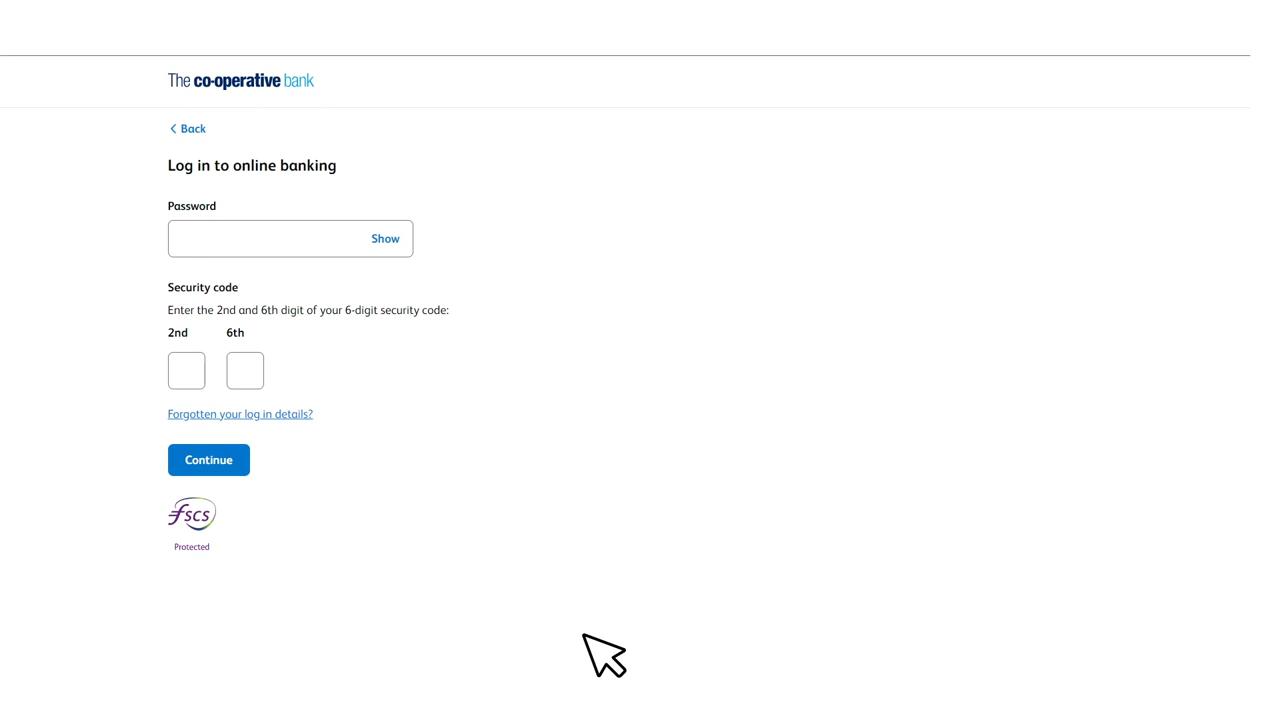 The co-operative bank
Back
Log in to online banking
Password
Show
Security code
Enter the 2nd and 6th digit of your 6-digit security code:
2nd 6th
Forgotten your log in details?
Continue
fscs
Protected